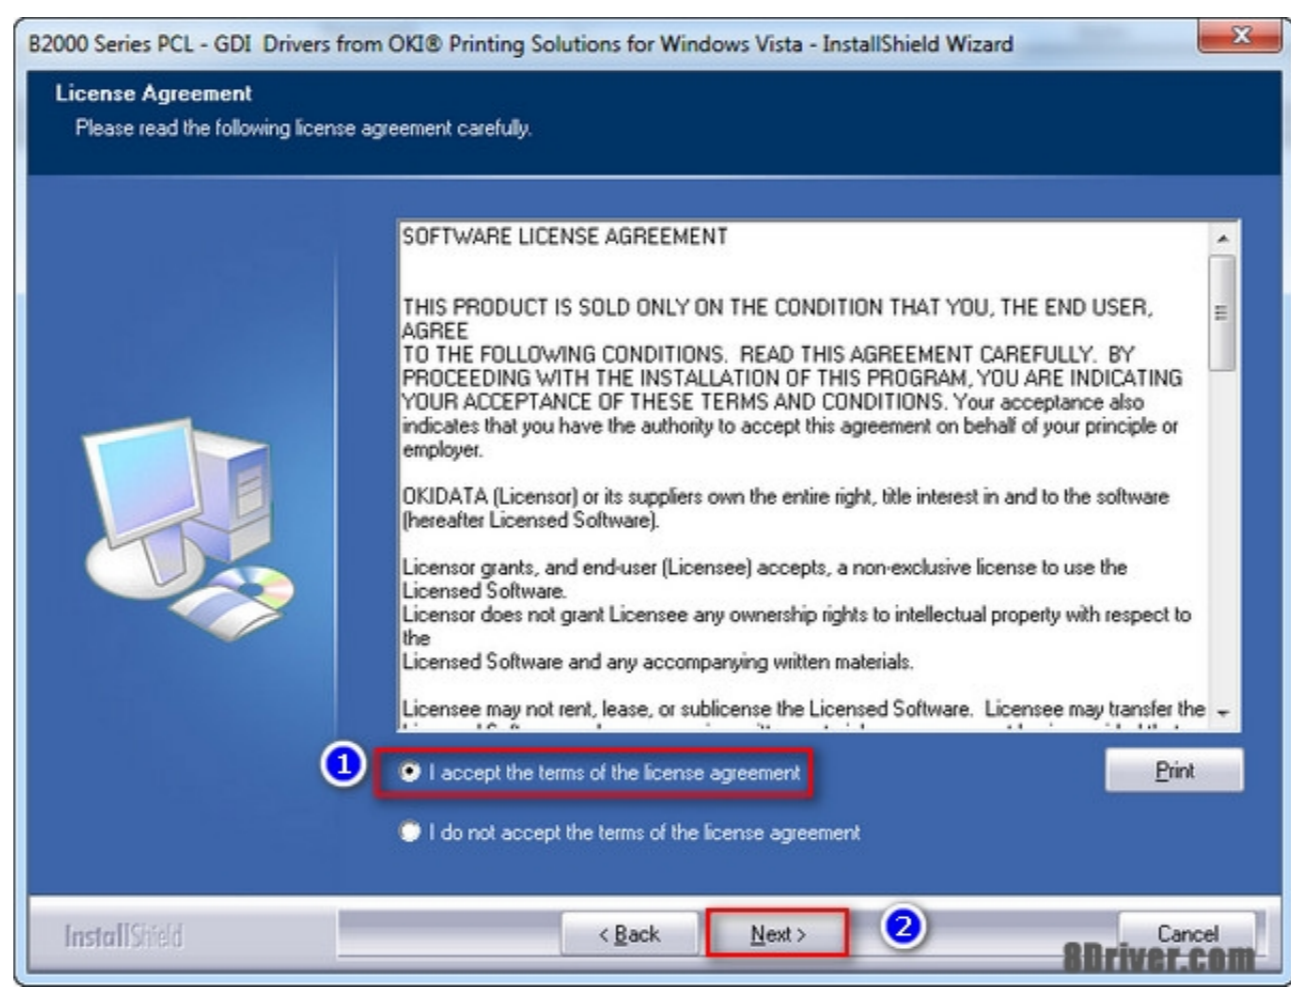 B2000 Series PCL - GDI  Drivers from OKI® Printing Solutions for Windows Vista - InstallShield Wizard
License Agreement
Please read the following license agreement carefully.
SOFTWARE LICENSE AGREEMENT
THIS PRODUCT IS SOLD ONLY ON THE CONDITION THAT YOU, THE END USER,
AGREE
TO THE FOLLOWING CONDITIONS.  READ THIS AGREEMENT CAREFULLY.  BY
PROCEEDING WITH THE INSTALLATION OF THIS PROGRAM, YOU ARE INDICATING
YOUR ACCEPTANCE OF THESE TERMS AND CONDITIONS. Your acceptance also
indicates that you have the authority to accept this agreement on behalf of your principle or
employer.
OKIDATA (Licensor) or its suppliers own the entire right, title interest in and to the software
(hereafter Licensed Software).
Licensor grants, and end-user (Licensee) accepts, a non-exclusive license to use the
Licensed Software.
Licensor does not grant Licensee any ownership rights to intellectual property with respect to
the
Licensed Software and any accompanying written materials.
Licensee may not rent, lease, or sublicense the Licensed Software.  Licensee may transfer the
1
I accept the terms of the license agreement
Print
I do not accept the terms of the license agreement
InstallShield
< Back
Next >
2
Cancel
8Driver.com